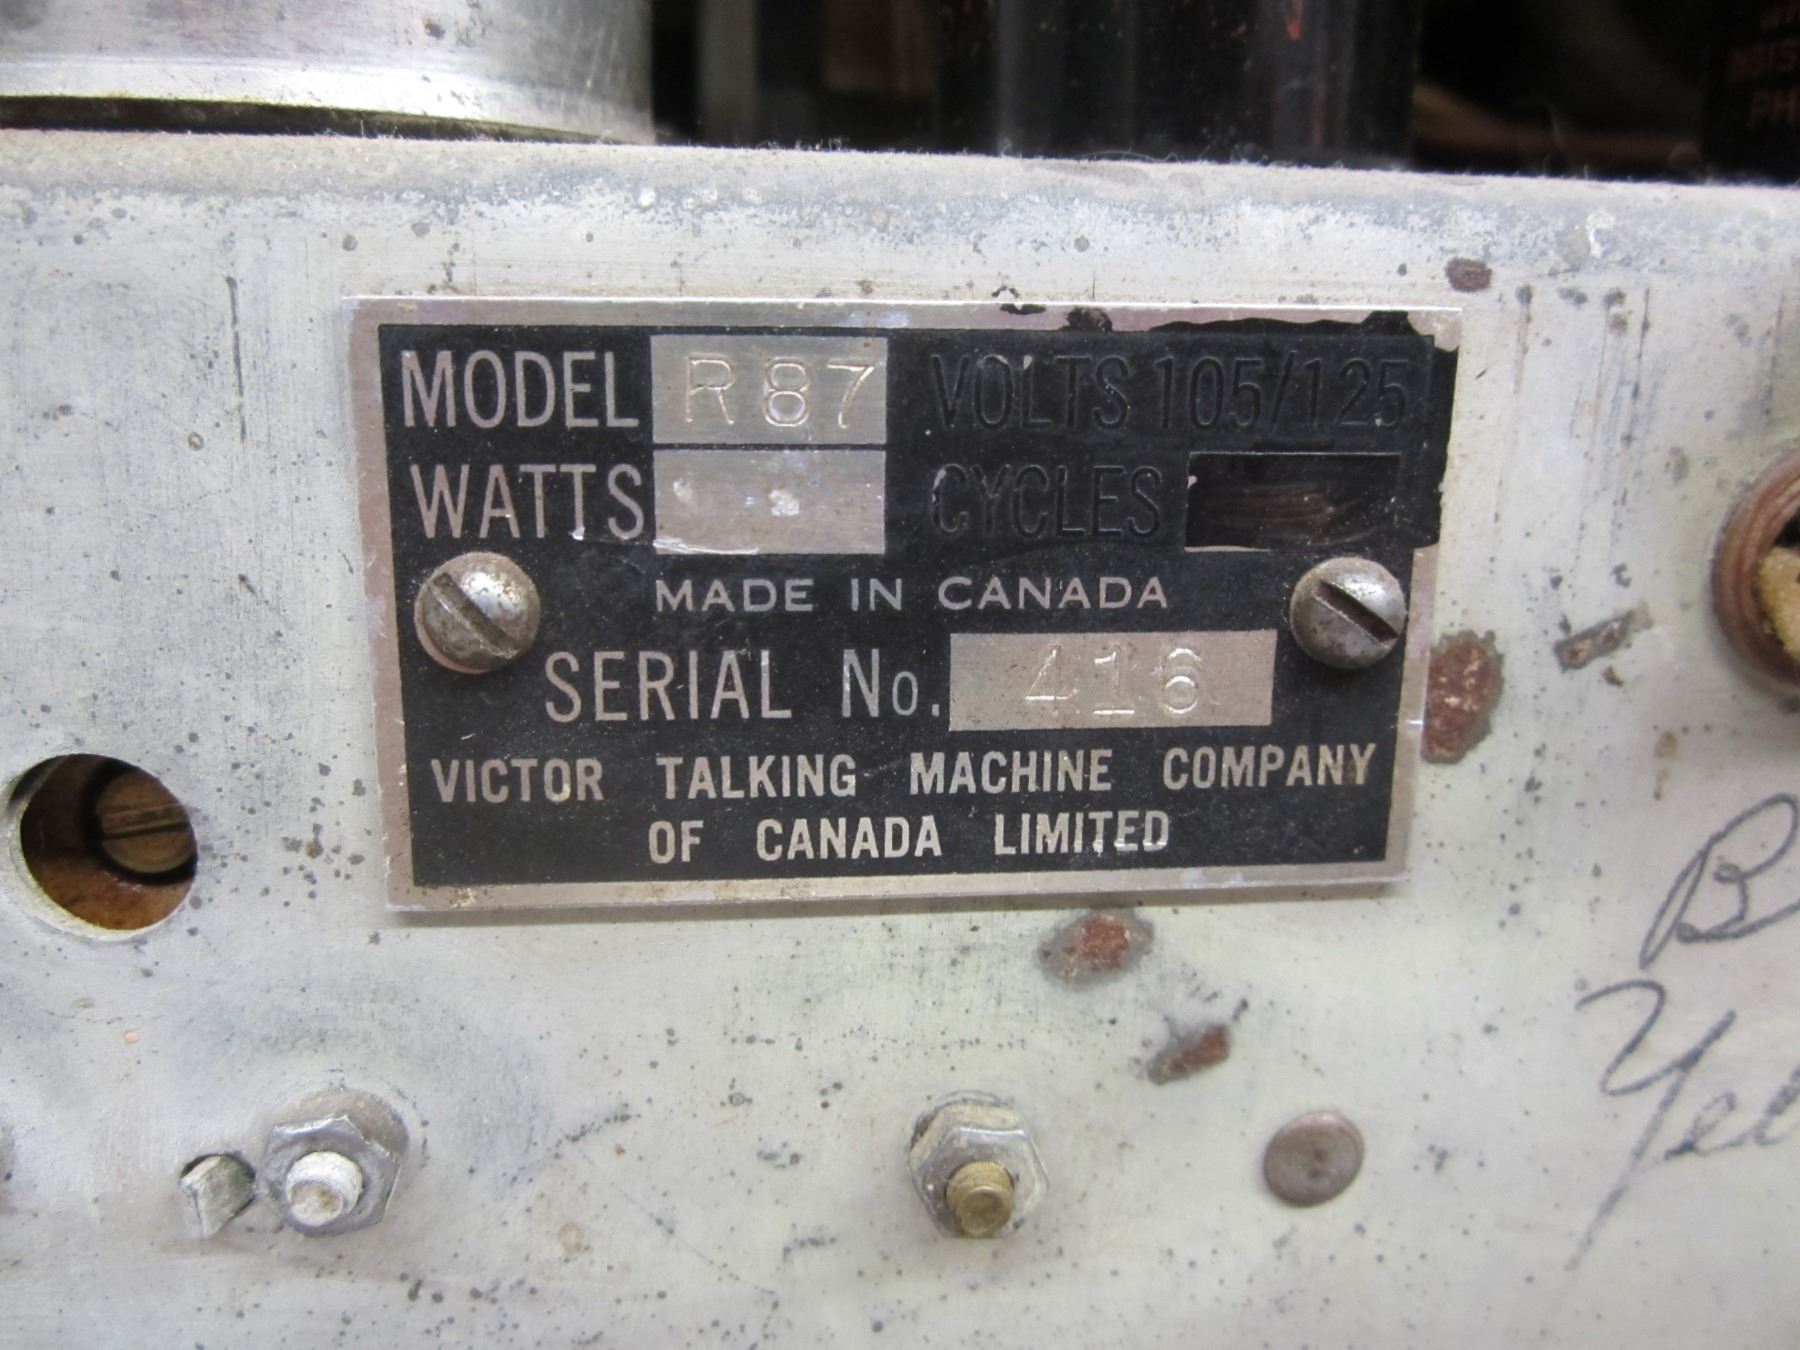 MODEL R87 VOLTS 105/125
WATTS CYCLES
MADE IN CANADA
SERIAL No. 416
VICTOR TALKING MACHINE COMPANY
OF CANADA LIMITED